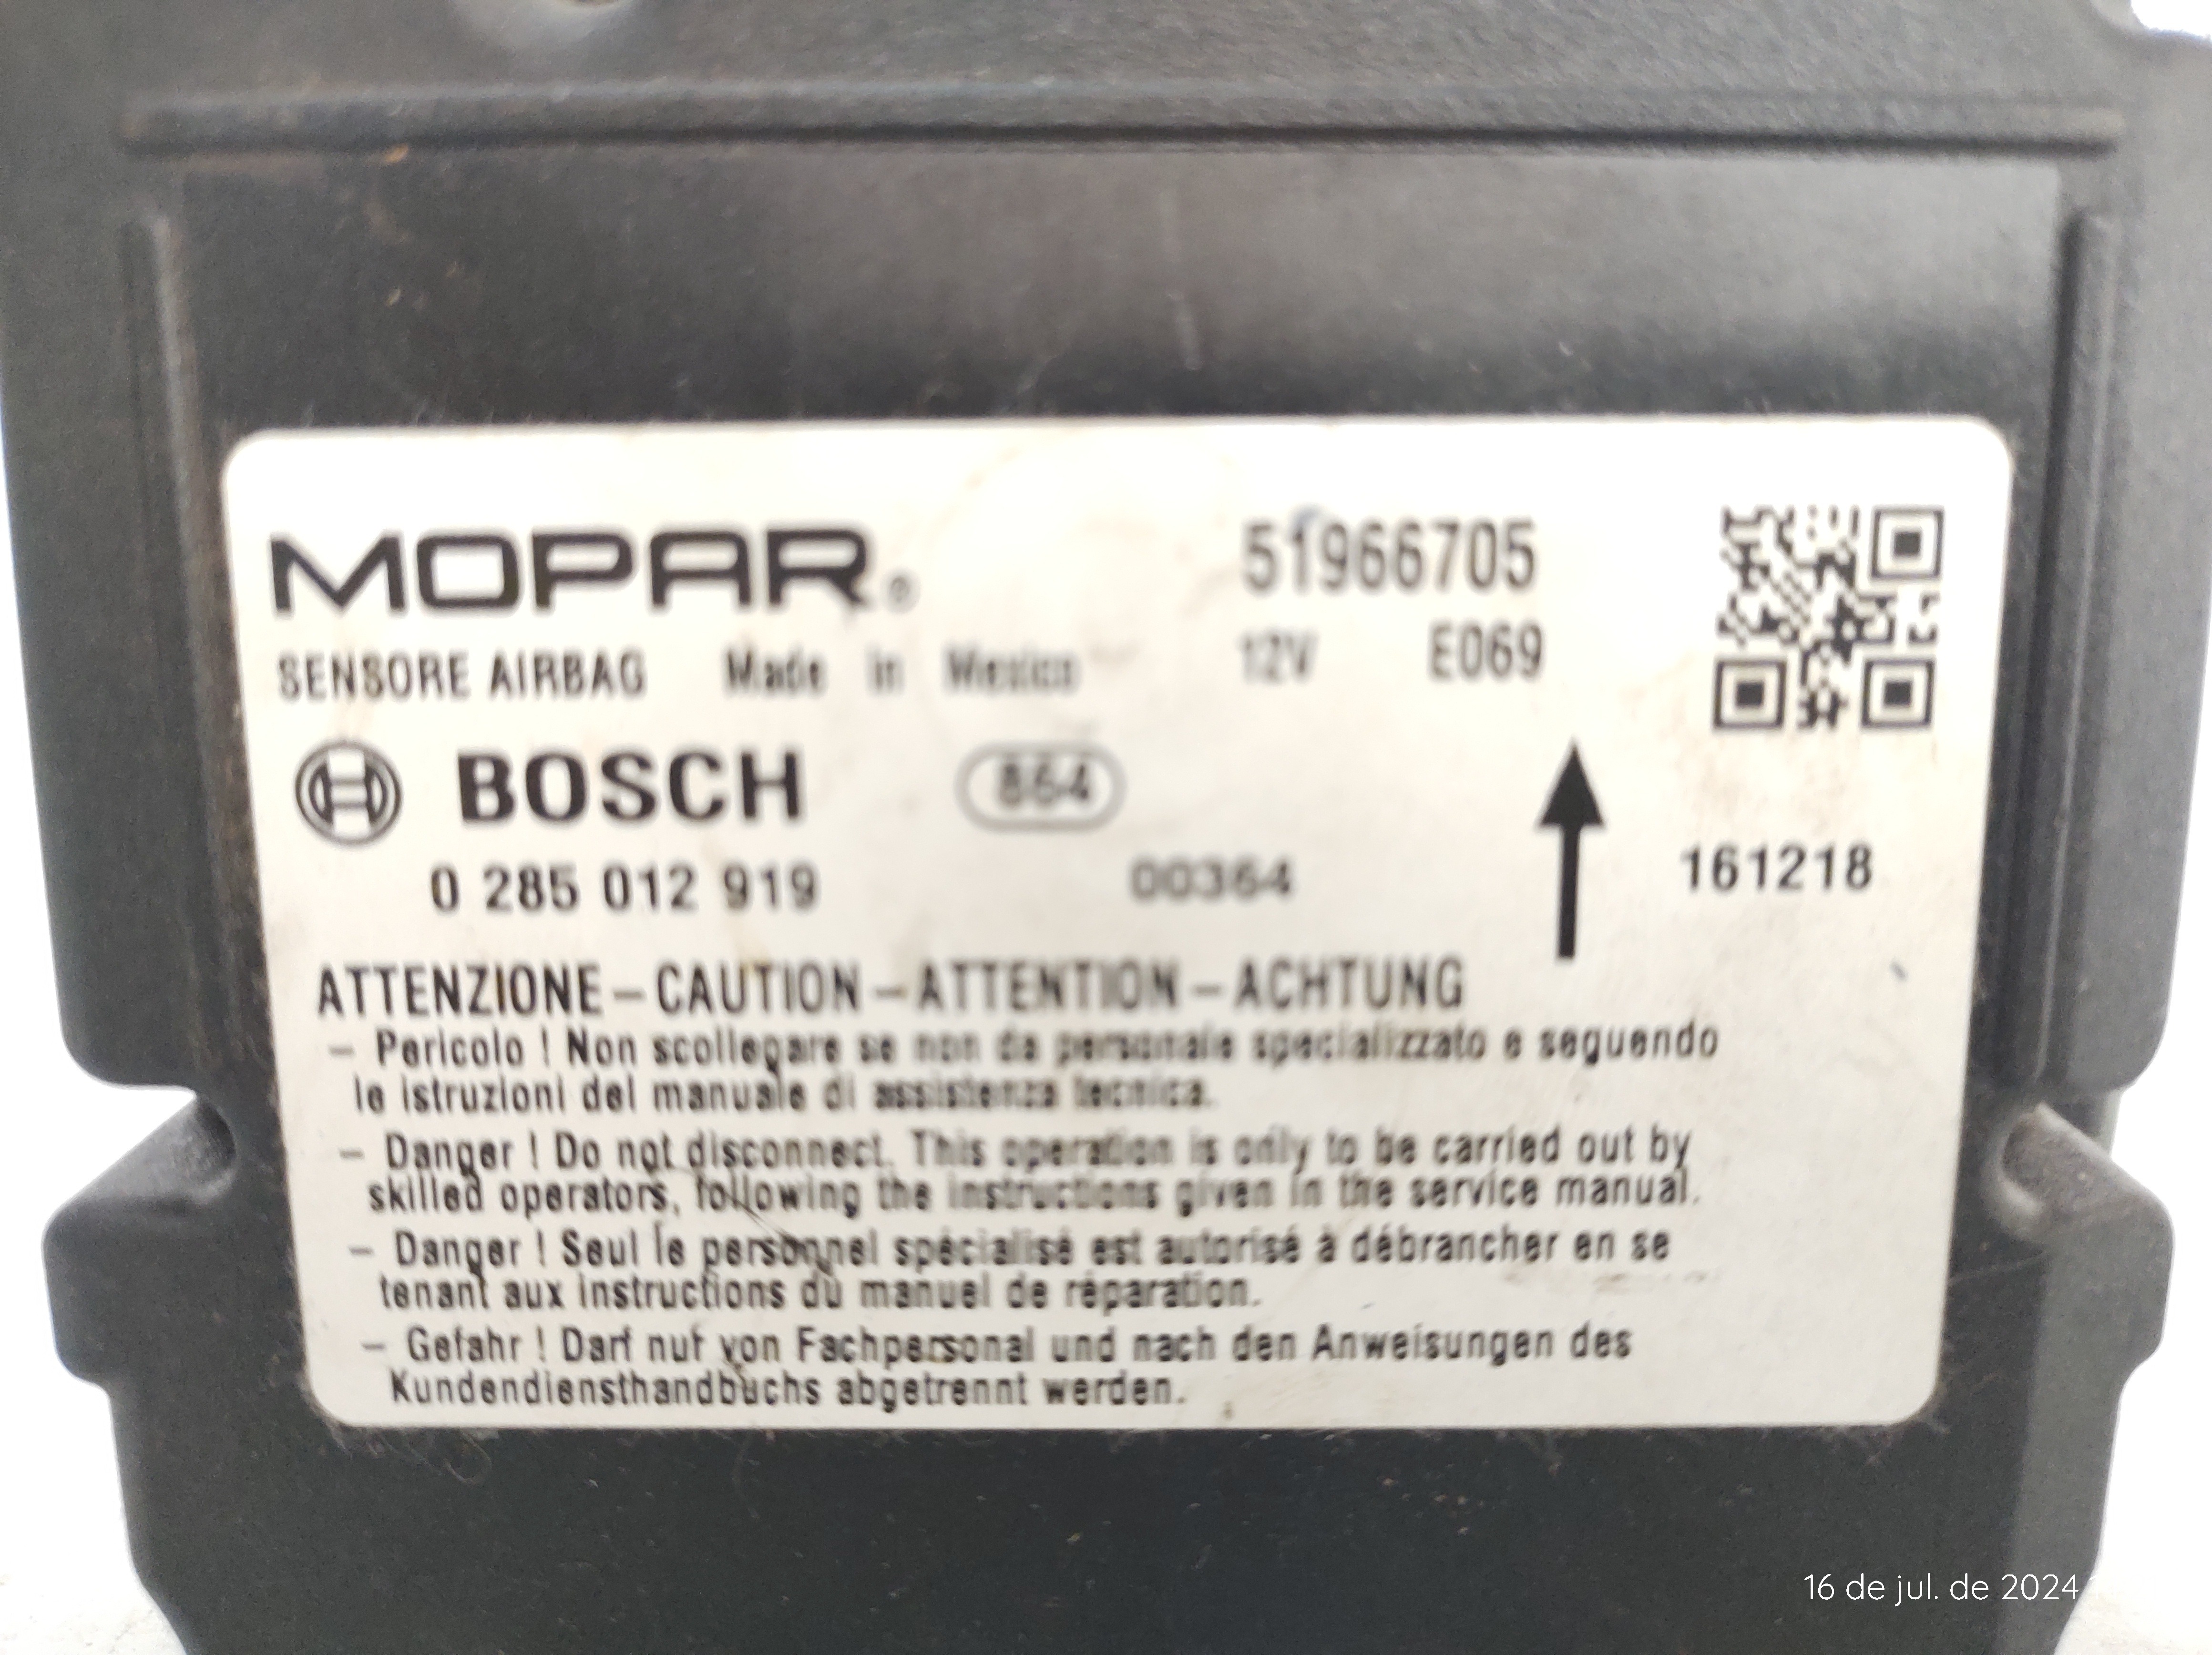 MOPAR® 51966705
SENSORE AIRBAG Made in Mexico 12V E069
BOSCH 864
0 285 012 919 00364 161218
ATTENZIONE – CAUTION – ATTENTION – ACHTUNG
– Pericolo ! Non scollegare se non da personale specializzato e seguendo
le istruzioni del manuale di assistenza tecnica.
– Danger ! Do not disconnect. This operation is only to be carried out by
skilled operators, following the instructions given in the service manual.
– Danger ! Seul le personnel spécialisé est autorisé à débrancher en se
tenant aux instructions du manuel de réparation.
– Gefahr ! Darf nur von Fachpersonal und nach den Anweisungen des
Kundendiensthandbuchs abgetrennt werden.
16 de jul. de 2024